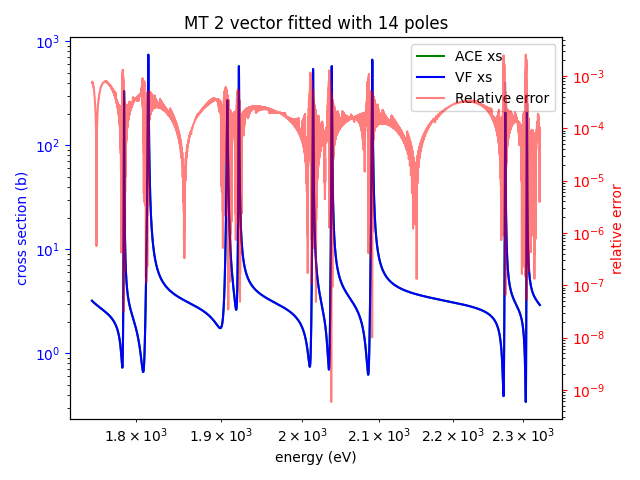 MT 2 vector fitted with 14 poles
ACE xs
VF xs
Relative error
cross section (b)
10³
10²
10¹
10⁰
relative error
10⁻³
10⁻⁴
10⁻⁵
10⁻⁶
10⁻⁷
10⁻⁸
10⁻⁹
1.8 × 10³
1.9 × 10³
2 × 10³
2.1 × 10³
2.2 × 10³
2.3 × 10³
energy (eV)